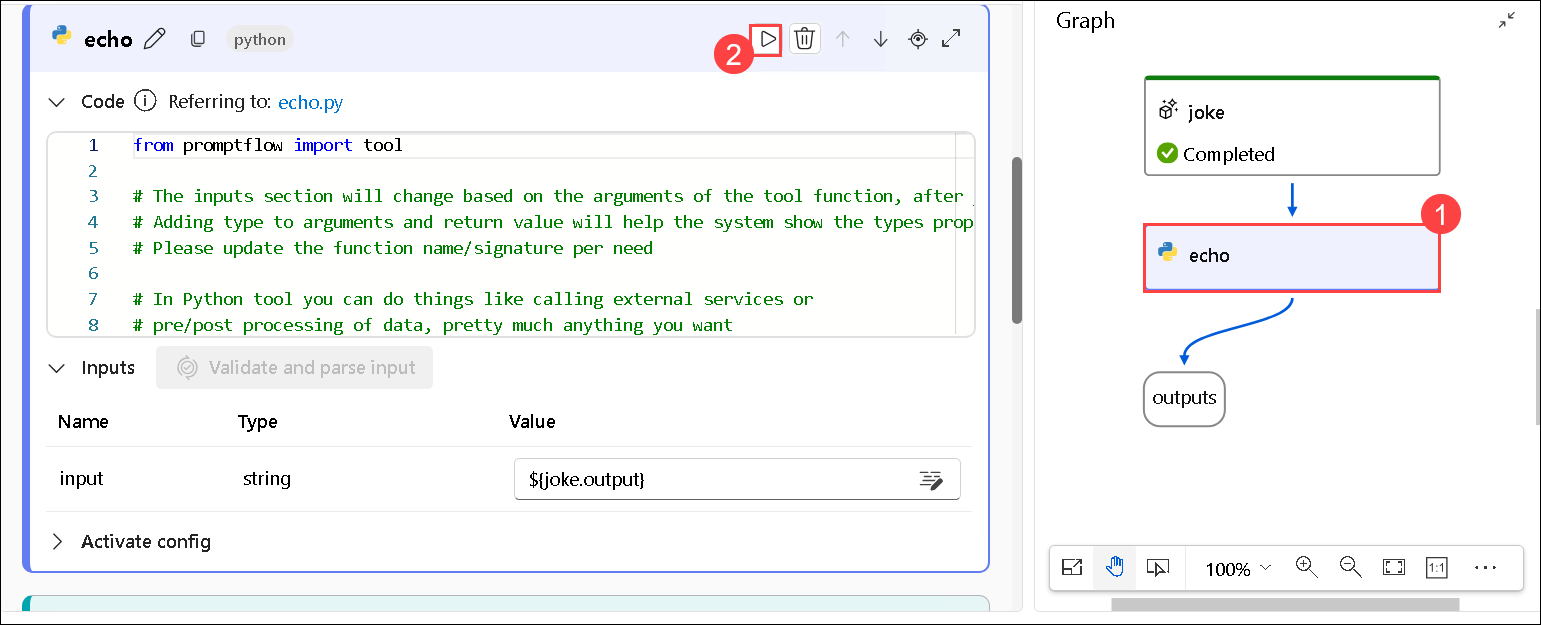 echo python
2
Code Referring to: echo.py
1 from promptflow import tool
2
3 # The inputs section will change based on the arguments of the tool function, after
4 # Adding type to arguments and return value will help the system show the types prop
5 # Please update the function name/signature per need
6
7 # In Python tool you can do things like calling external services or
8 # pre/post processing of data, pretty much anything you want
Inputs Validate and parse input
Name Type Value
input string ${joke.output}
Activate config
Graph
joke
Completed
1
echo
outputs
100% 1:1